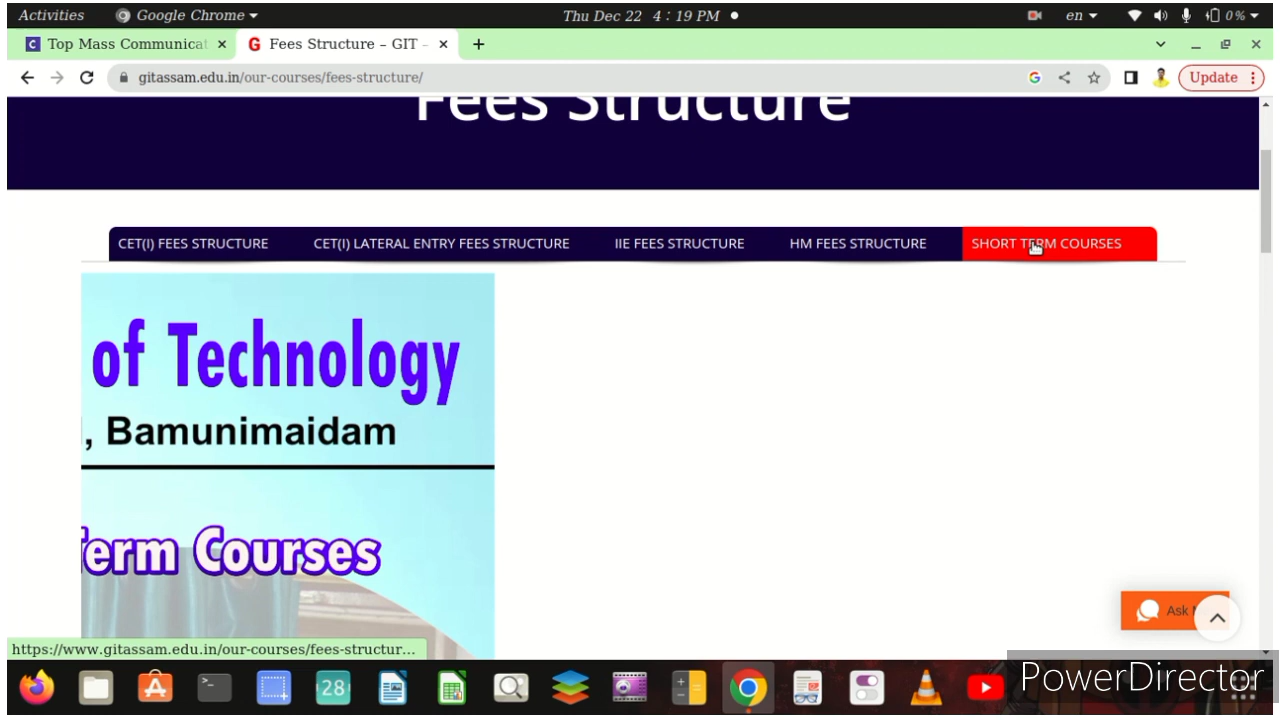 Activities Google Chrome Thu Dec 22 4 : 19 PM en 0 %
Top Mass Communicat Fees Structure – GIT –
gitassam.edu.in/our-courses/fees-structure/ Update
Fees Structure
CET(I) FEES STRUCTURE CET(I) LATERAL ENTRY FEES STRUCTURE IIE FEES STRUCTURE HM FEES STRUCTURE SHORT TERM COURSES
of Technology
, Bamunimaidam
Term Courses
Ask
https://www.gitassam.edu.in/our-courses/fees-structur...
28
PowerDirector